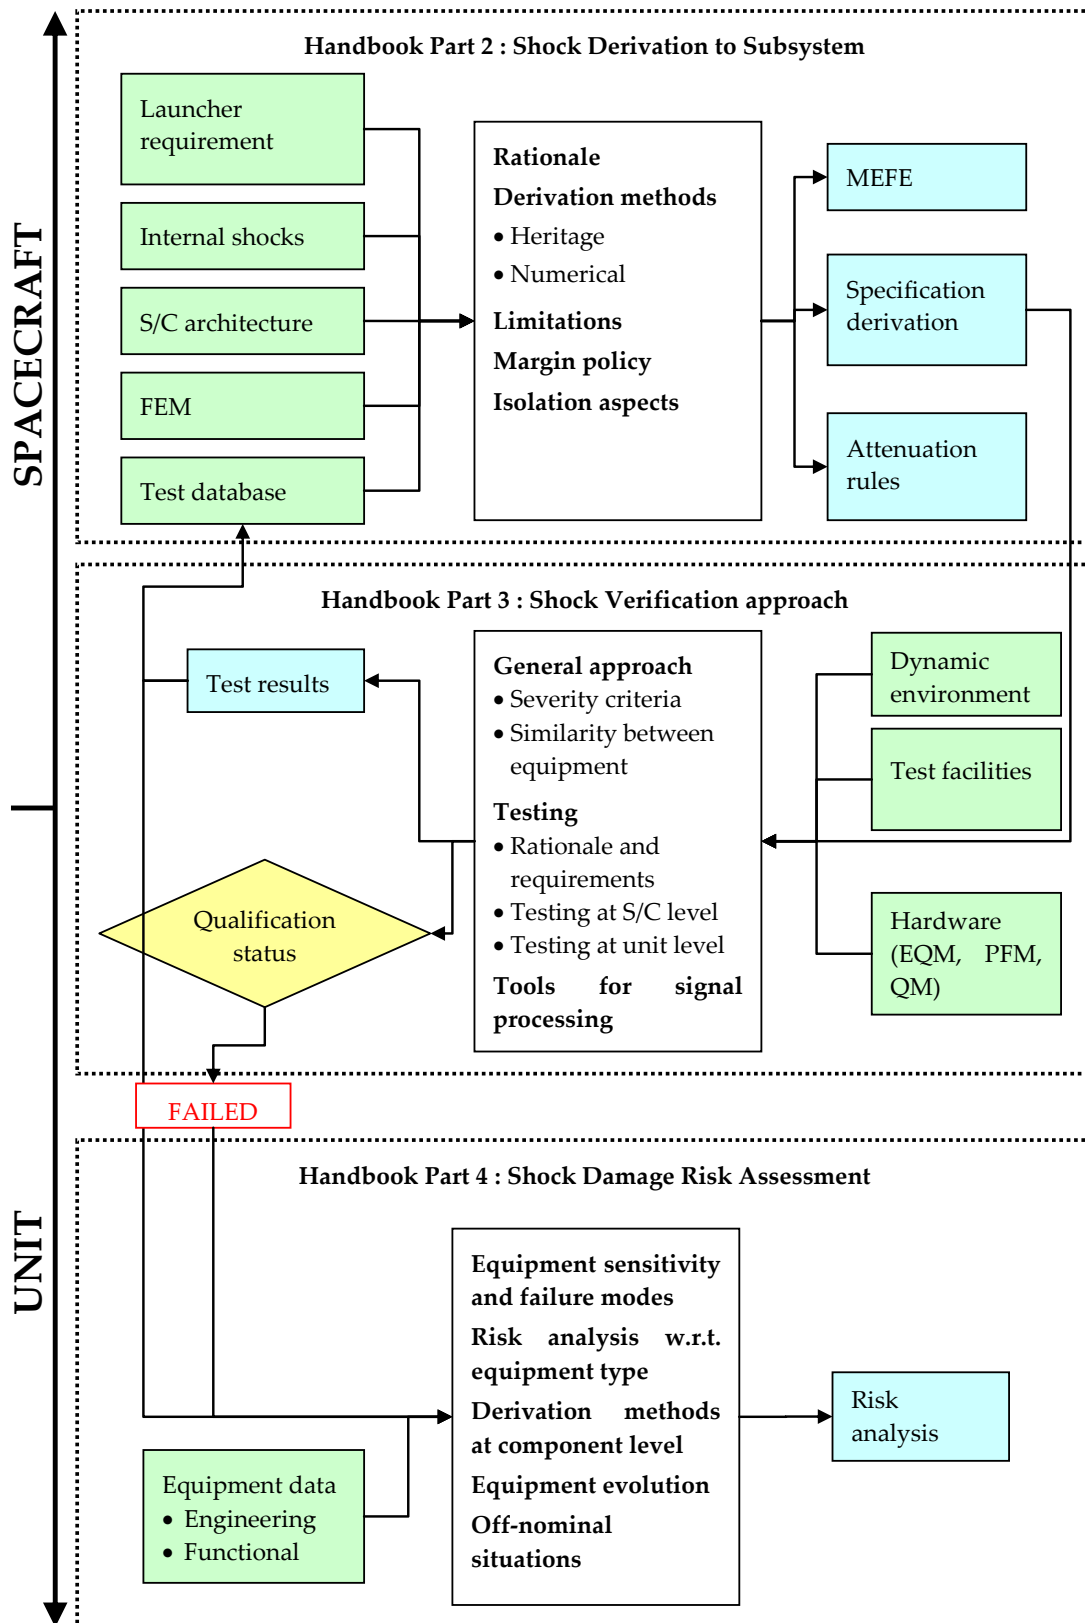 SPACECRAFT
UNIT
Handbook Part 2 : Shock Derivation to Subsystem
Launcher
requirement
Internal shocks
S/C architecture
FEM
Test database
Rationale
Derivation methods
• Heritage
• Numerical
Limitations
Margin policy
Isolation aspects
MEFE
Specification
derivation
Attenuation
rules
Handbook Part 3 : Shock Verification approach
Test results
Qualification
status
FAILED
General approach
• Severity criteria
• Similarity between
equipment
Testing
• Rationale and
requirements
• Testing at S/C level
• Testing at unit level
Tools for signal
processing
Dynamic
environment
Test facilities
Hardware
(EQM, PFM,
QM)
Handbook Part 4 : Shock Damage Risk Assessment
Equipment data
• Engineering
• Functional
Equipment sensitivity
and failure modes
Risk analysis w.r.t.
equipment type
Derivation methods
at component level
Equipment evolution
Off-nominal
situations
Risk
analysis